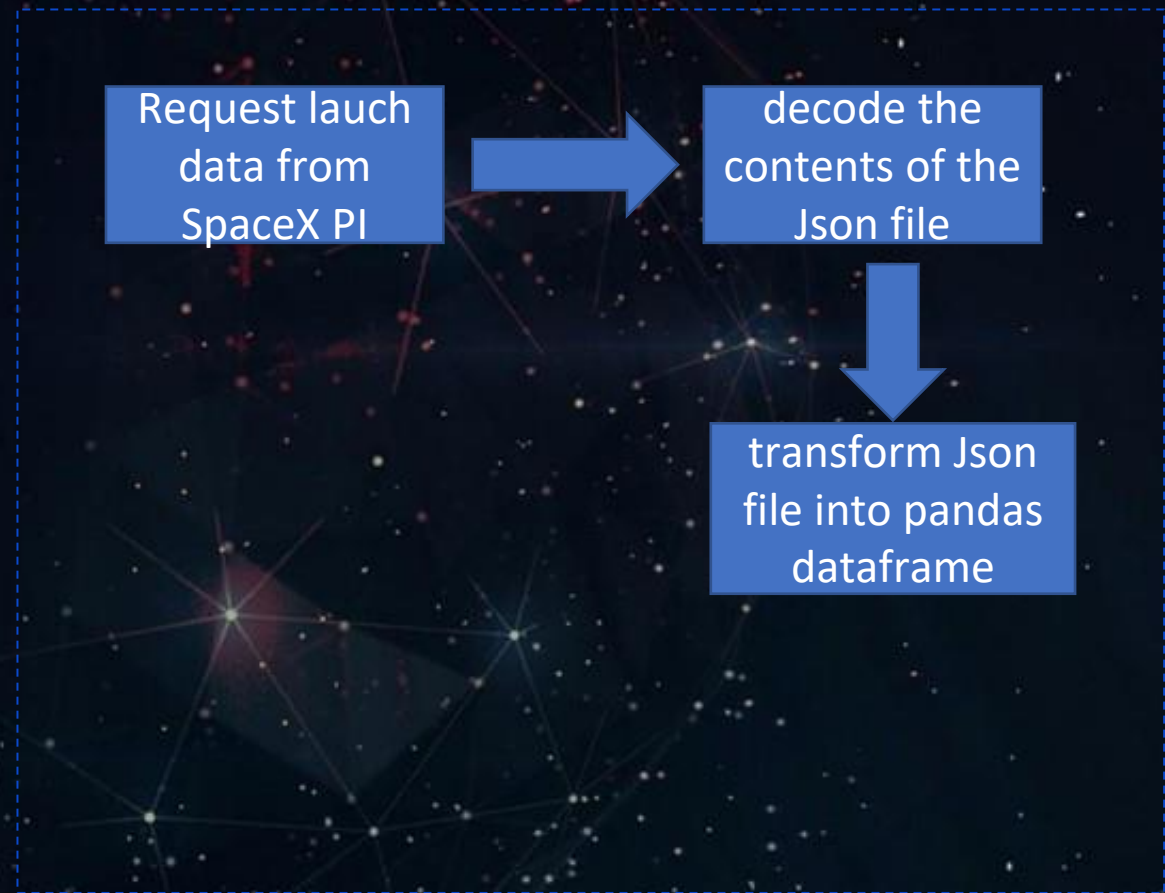 Request lauch
data from
SpaceX PI
decode the
contents of the
Json file
transform Json
file into pandas
dataframe